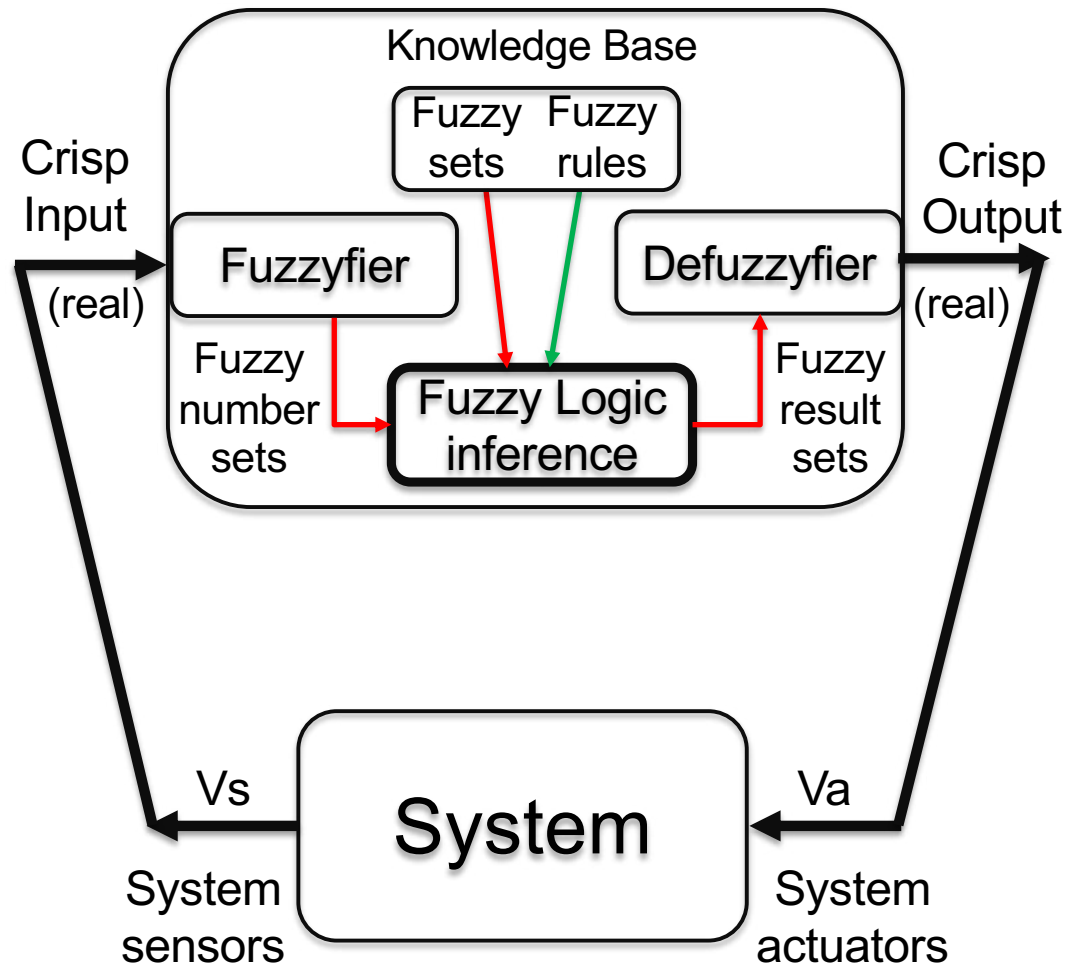 Knowledge Base
Fuzzy Fuzzy
sets rules
Crisp
Input
(real)
Fuzzyfier
Defuzzyfier
Crisp
Output
(real)
Fuzzy
number
sets
Fuzzy Logic
inference
Fuzzy
result
sets
Vs
System
Va
System
sensors
System
actuators